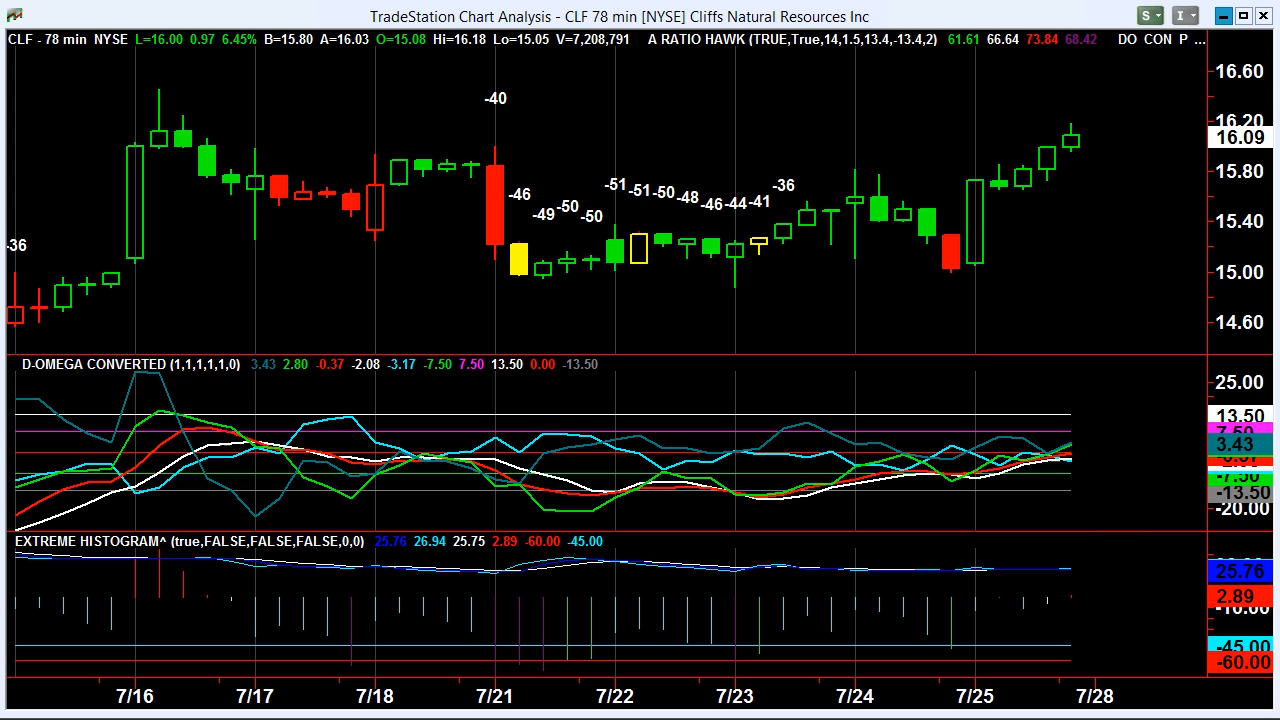 TradeStation Chart Analysis - CLF 78 min [NYSE] Cliffs Natural Resources Inc
S I
CLF - 78 min NYSE L=16.00 0.97 6.45% B=15.80 A=16.03 O=15.08 Hi=16.18 Lo=15.05 V=7,208,791 A RATIO HAWK (TRUE,True,14,1.5,13.4,-13.4,2) 61.61 66.64 73.84 68.42 DO CON P ...
16.60
-40
16.20
16.09
15.80
-51 -51 -50 -48 -46 -44 -41 -36
-46 -49 -50 -50
15.40
-36
15.00
14.60
D-OMEGA CONVERTED (1,1,1,1,1,0) 3.43 2.80 -0.37 -2.08 -3.17 -7.50 7.50 13.50 0.00 -13.50
25.00
13.50
7.50
3.43
-7.50
-13.50
-20.00
EXTREME HISTOGRAM^ (true,FALSE,FALSE,FALSE,0,0) 25.76 26.94 25.75 2.89 -60.00 -45.00
25.76
2.89
-10.00
-45.00
-60.00
7/16 7/17 7/18 7/21 7/22 7/23 7/24 7/25 7/28